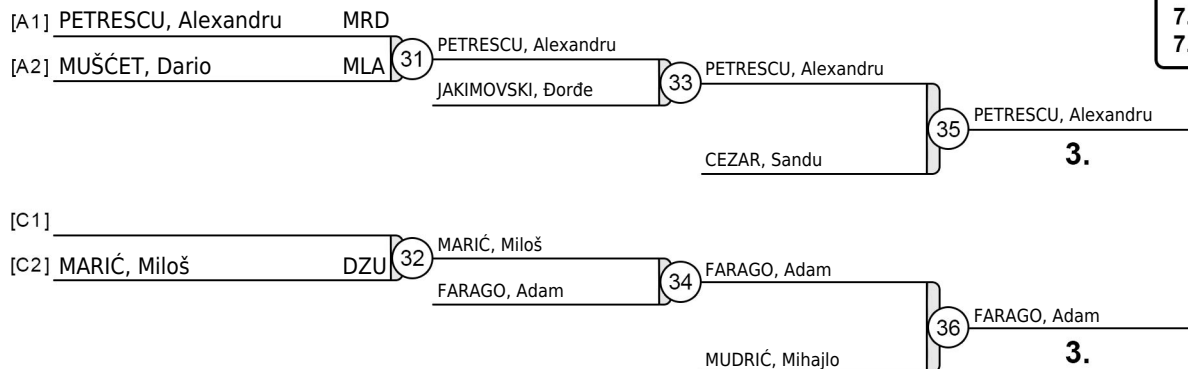 [A1] PETRESCU, Alexandru MRD
[A2] MUŠĆET, Dario MLA
31
PETRESCU, Alexandru
JAKIMOVSKI, Đorđe
33
PETRESCU, Alexandru
CEZAR, Sandu
35
PETRESCU, Alexandru
3.
[C1]
[C2] MARIĆ, Miloš DZU
32
MARIĆ, Miloš
FARAGO, Adam
34
FARAGO, Adam
MUDRIĆ, Mihajlo
36
FARAGO, Adam
3.
7.
7.